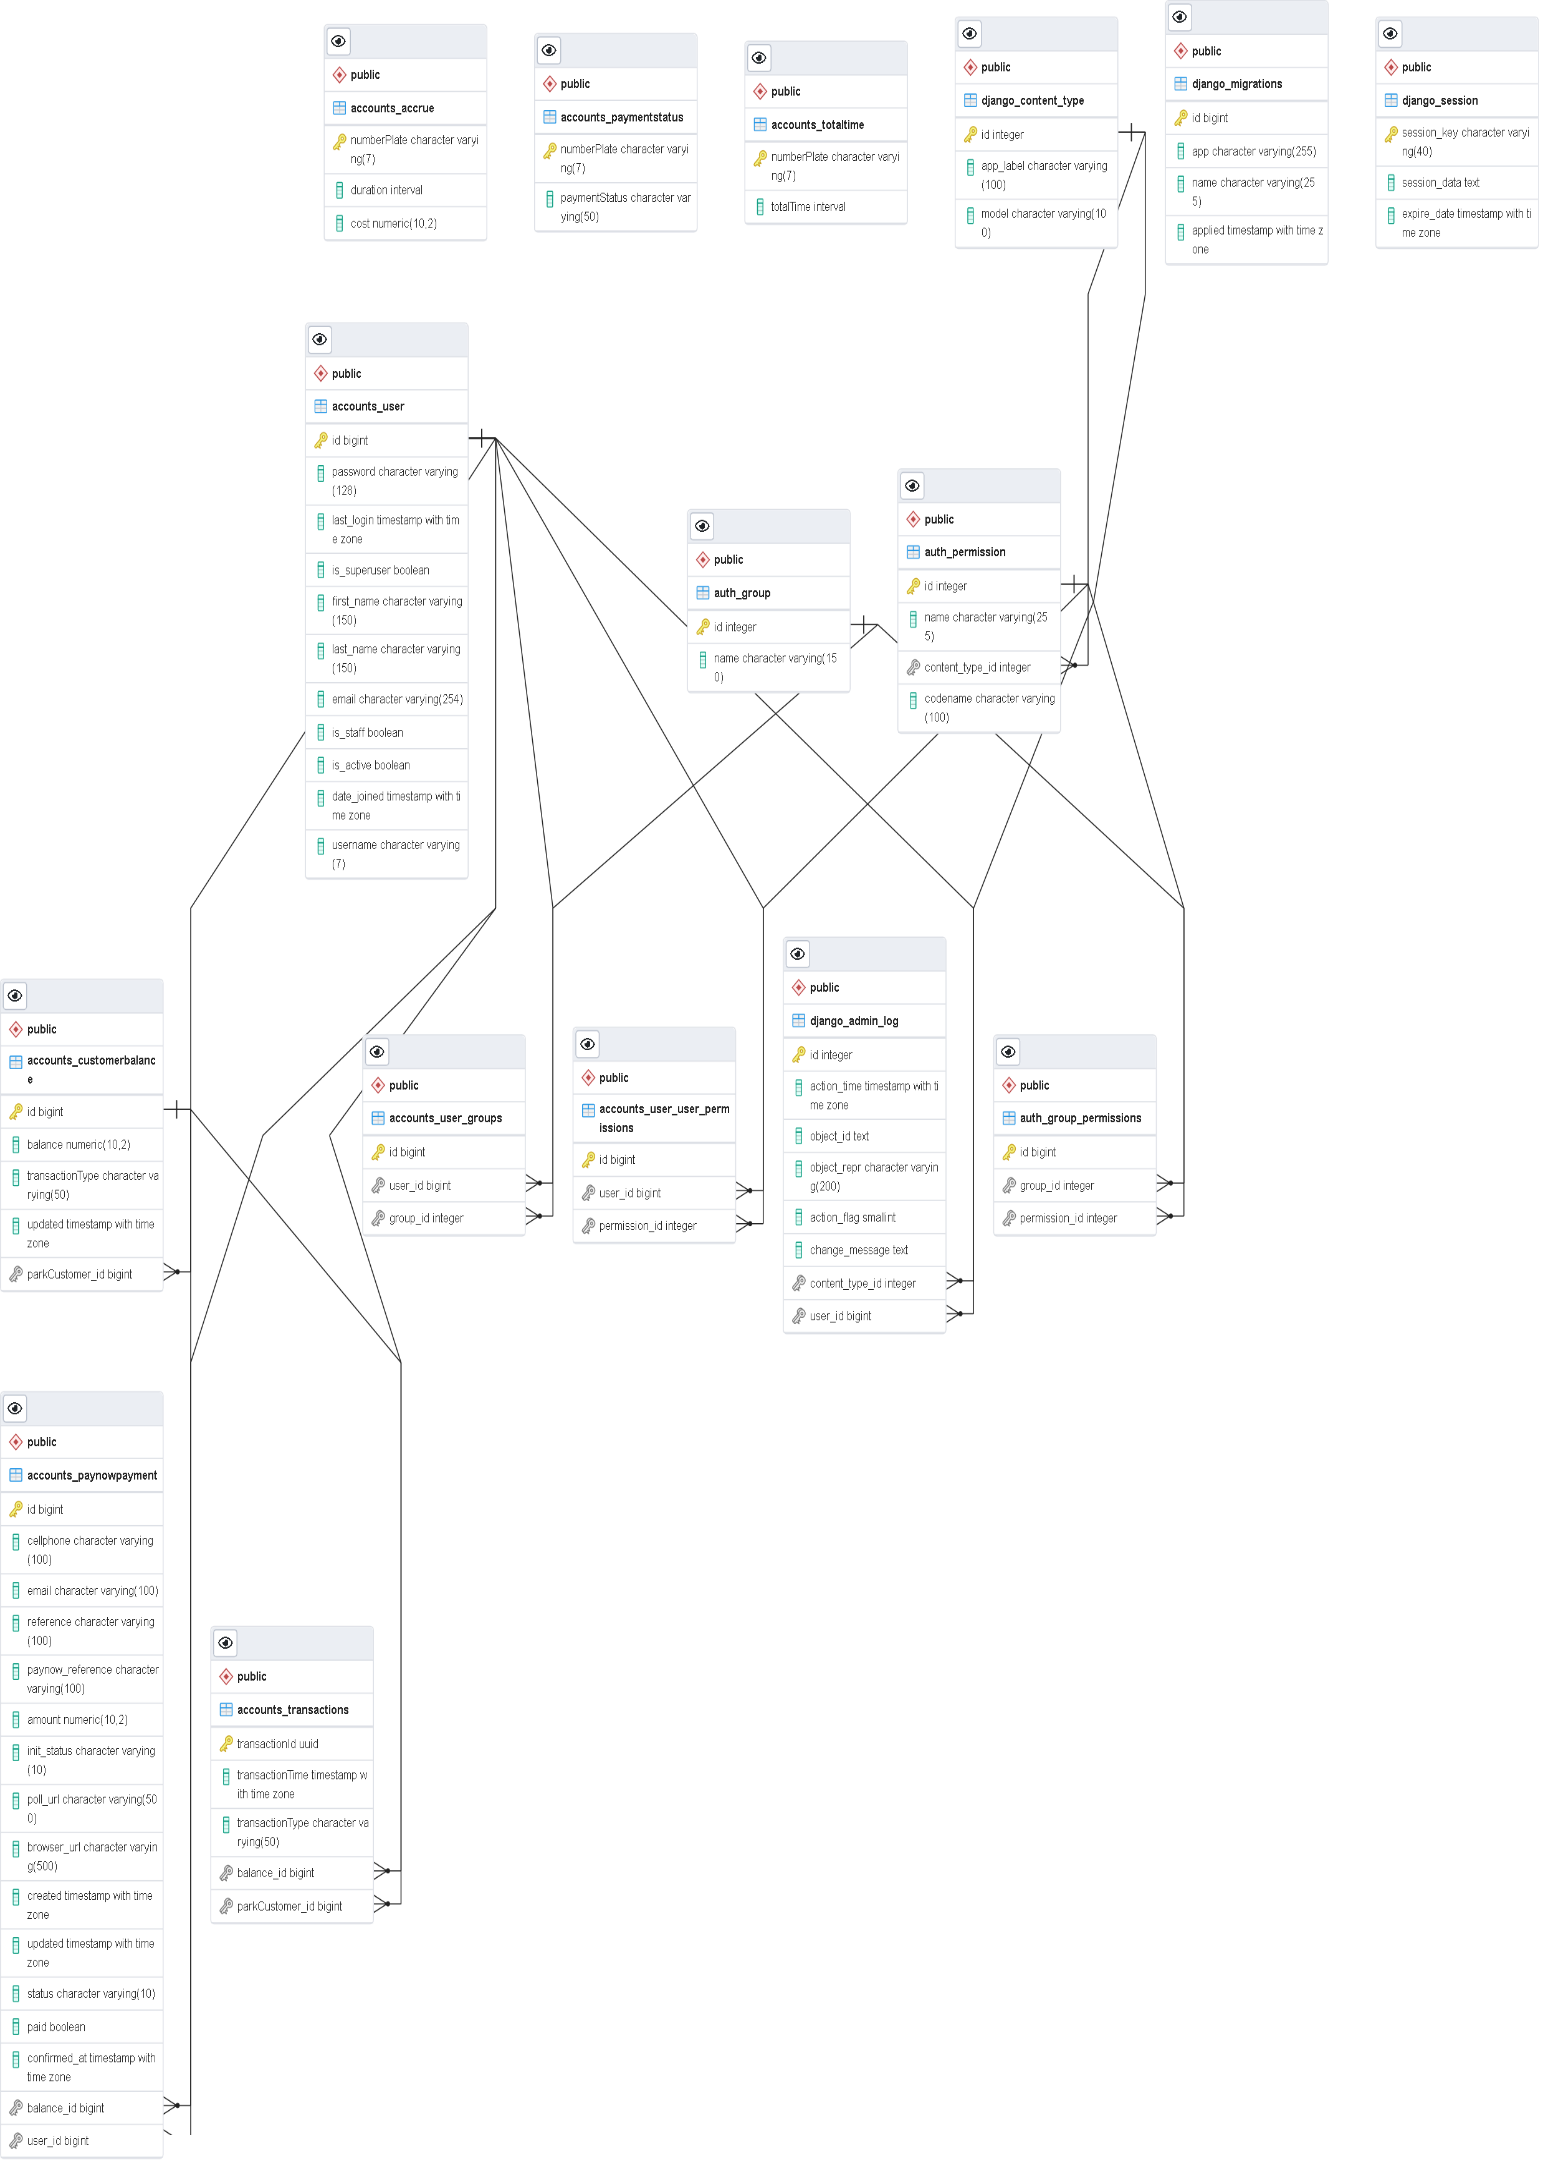 public
accounts_accrue
numberPlate character varyi
ng(7)
duration interval
cost numeric(10,2)
public
accounts_paymentstatus
numberPlate character varyi
ng(7)
paymentStatus character var
ying(50)
public
accounts_totaltime
numberPlate character varyi
ng(7)
totalTime interval
public
django_content_type
id integer
app_label character varying
(100)
model character varying(10
0)
public
django_migrations
id bigint
app character varying(255)
name character varying(25
5)
applied timestamp with time z
one
public
django_session
session_key character varyi
ng(40)
session_data text
expire_date timestamp with ti
me zone
public
accounts_user
id bigint
password character varying
(128)
last_login timestamp with tim
e zone
is_superuser boolean
first_name character varying
(150)
last_name character varying
(150)
email character varying(254)
is_staff boolean
is_active boolean
date_joined timestamp with ti
me zone
username character varying
(7)
public
auth_group
id integer
name character varying(15
0)
public
auth_permission
id integer
name character varying(25
5)
content_type_id integer
codename character varying
(100)
public
accounts_customerbalanc
e
id bigint
balance numeric(10,2)
transactionType character va
rying(50)
updated timestamp with time
zone
parkCustomer_id bigint
public
accounts_user_groups
id bigint
user_id bigint
group_id integer
public
accounts_user_user_perm
issions
id bigint
user_id bigint
permission_id integer
public
django_admin_log
id integer
action_time timestamp with ti
me zone
object_id text
object_repr character varyin
g(200)
action_flag smallint
change_message text
content_type_id integer
user_id bigint
public
auth_group_permissions
id bigint
group_id integer
permission_id integer
public
accounts_paynowpayment
id bigint
cellphone character varying
(100)
email character varying(100)
reference character varying
(100)
paynow_reference character
varying(100)
amount numeric(10,2)
init_status character varying
(10)
poll_url character varying(50
0)
browser_url character varyin
g(500)
created timestamp with time
zone
updated timestamp with time
zone
status character varying(10)
paid boolean
confirmed_at timestamp with
time zone
balance_id bigint
user_id bigint
public
accounts_transactions
transactionId uuid
transactionTime timestamp w
ith time zone
transactionType character va
rying(50)
balance_id bigint
parkCustomer_id bigint